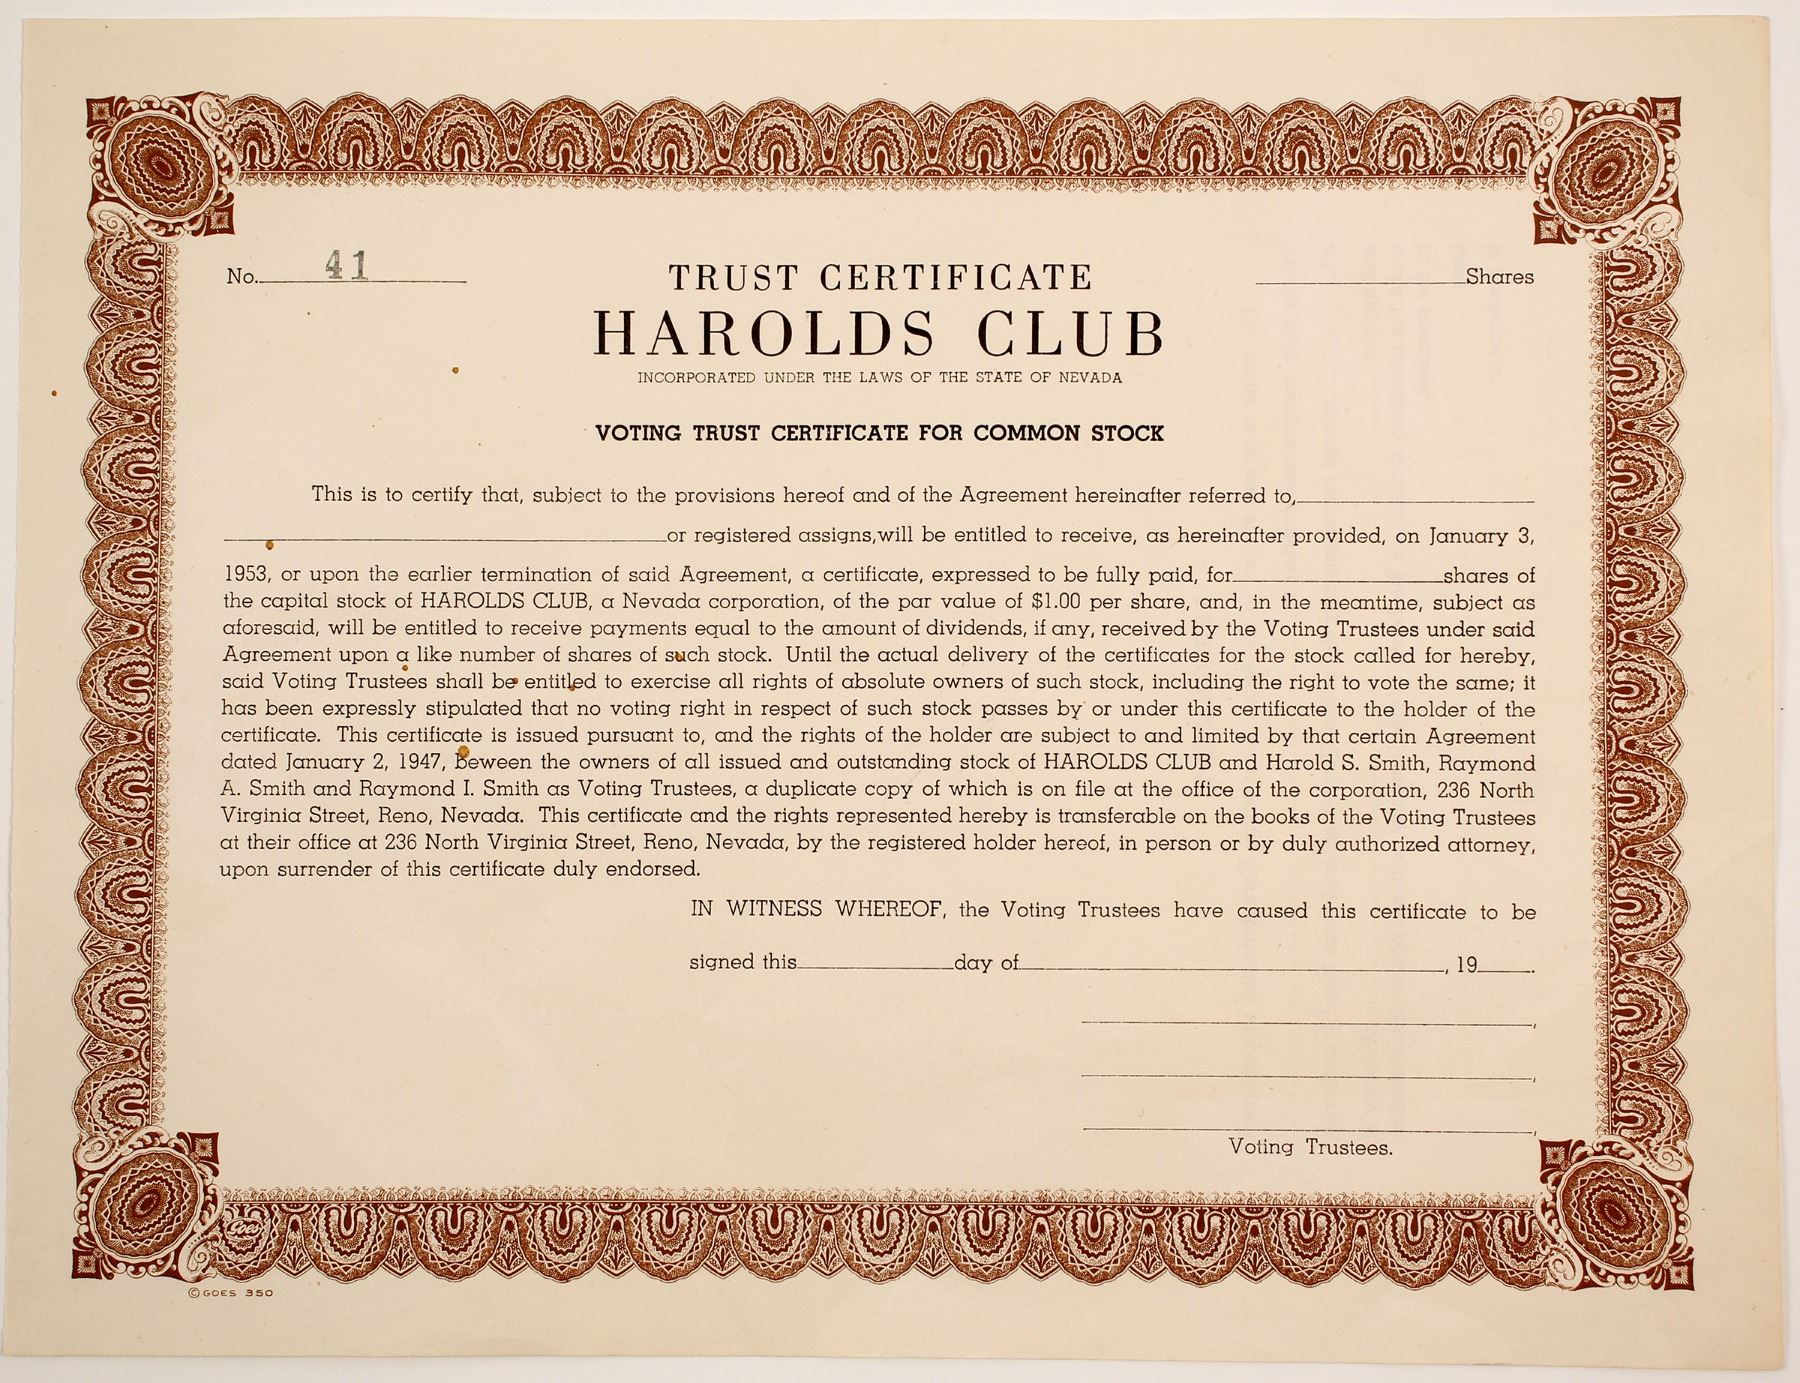 No. 41
TRUST CERTIFICATE
Shares
HAROLDS CLUB
INCORPORATED UNDER THE LAWS OF THE STATE OF NEVADA
VOTING TRUST CERTIFICATE FOR COMMON STOCK
This is to certify that, subject to the provisions hereof and of the Agreement hereinafter referred to,
or registered assigns,will be entitled to receive, as hereinafter provided, on January 3,
1953, or upon the earlier termination of said Agreement, a certificate, expressed to be fully paid, for shares of
the capital stock of HAROLDS CLUB, a Nevada corporation, of the par value of $1.00 per share, and, in the meantime, subject as
aforesaid, will be entitled to receive payments equal to the amount of dividends, if any, received by the Voting Trustees under said
Agreement upon a like number of shares of such stock. Until the actual delivery of the certificates for the stock called for hereby,
said Voting Trustees shall be entitled to exercise all rights of absolute owners of such stock, including the right to vote the same; it
has been expressly stipulated that no voting right in respect of such stock passes by or under this certificate to the holder of the
certificate. This certificate is issued pursuant to, and the rights of the holder are subject to and limited by that certain Agreement
dated January 2, 1947, Beween the owners of all issued and outstanding stock of HAROLDS CLUB and Harold S. Smith, Raymond
A. Smith and Raymond I. Smith as Voting Trustees, a duplicate copy of which is on file at the office of the corporation, 236 North
Virginia Street, Reno, Nevada. This certificate and the rights represented hereby is transferable on the books of the Voting Trustees
at their office at 236 North Virginia Street, Reno, Nevada, by the registered holder hereof, in person or by duly authorized attorney,
upon surrender of this certificate duly endorsed.
IN WITNESS WHEREOF, the Voting Trustees have caused this certificate to be
signed this day of , 19 .
Voting Trustees.
Goes
© GOES 350